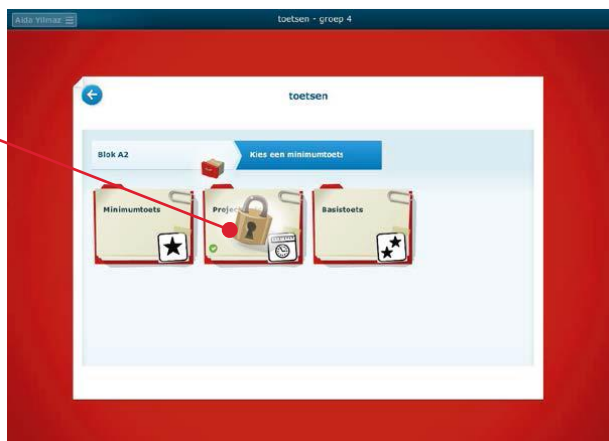 Aida Yilmaz
toetsen - groep 4
toetsen
Blok A2
Kies een minimumtoets
Minimumtoets
Basistoets